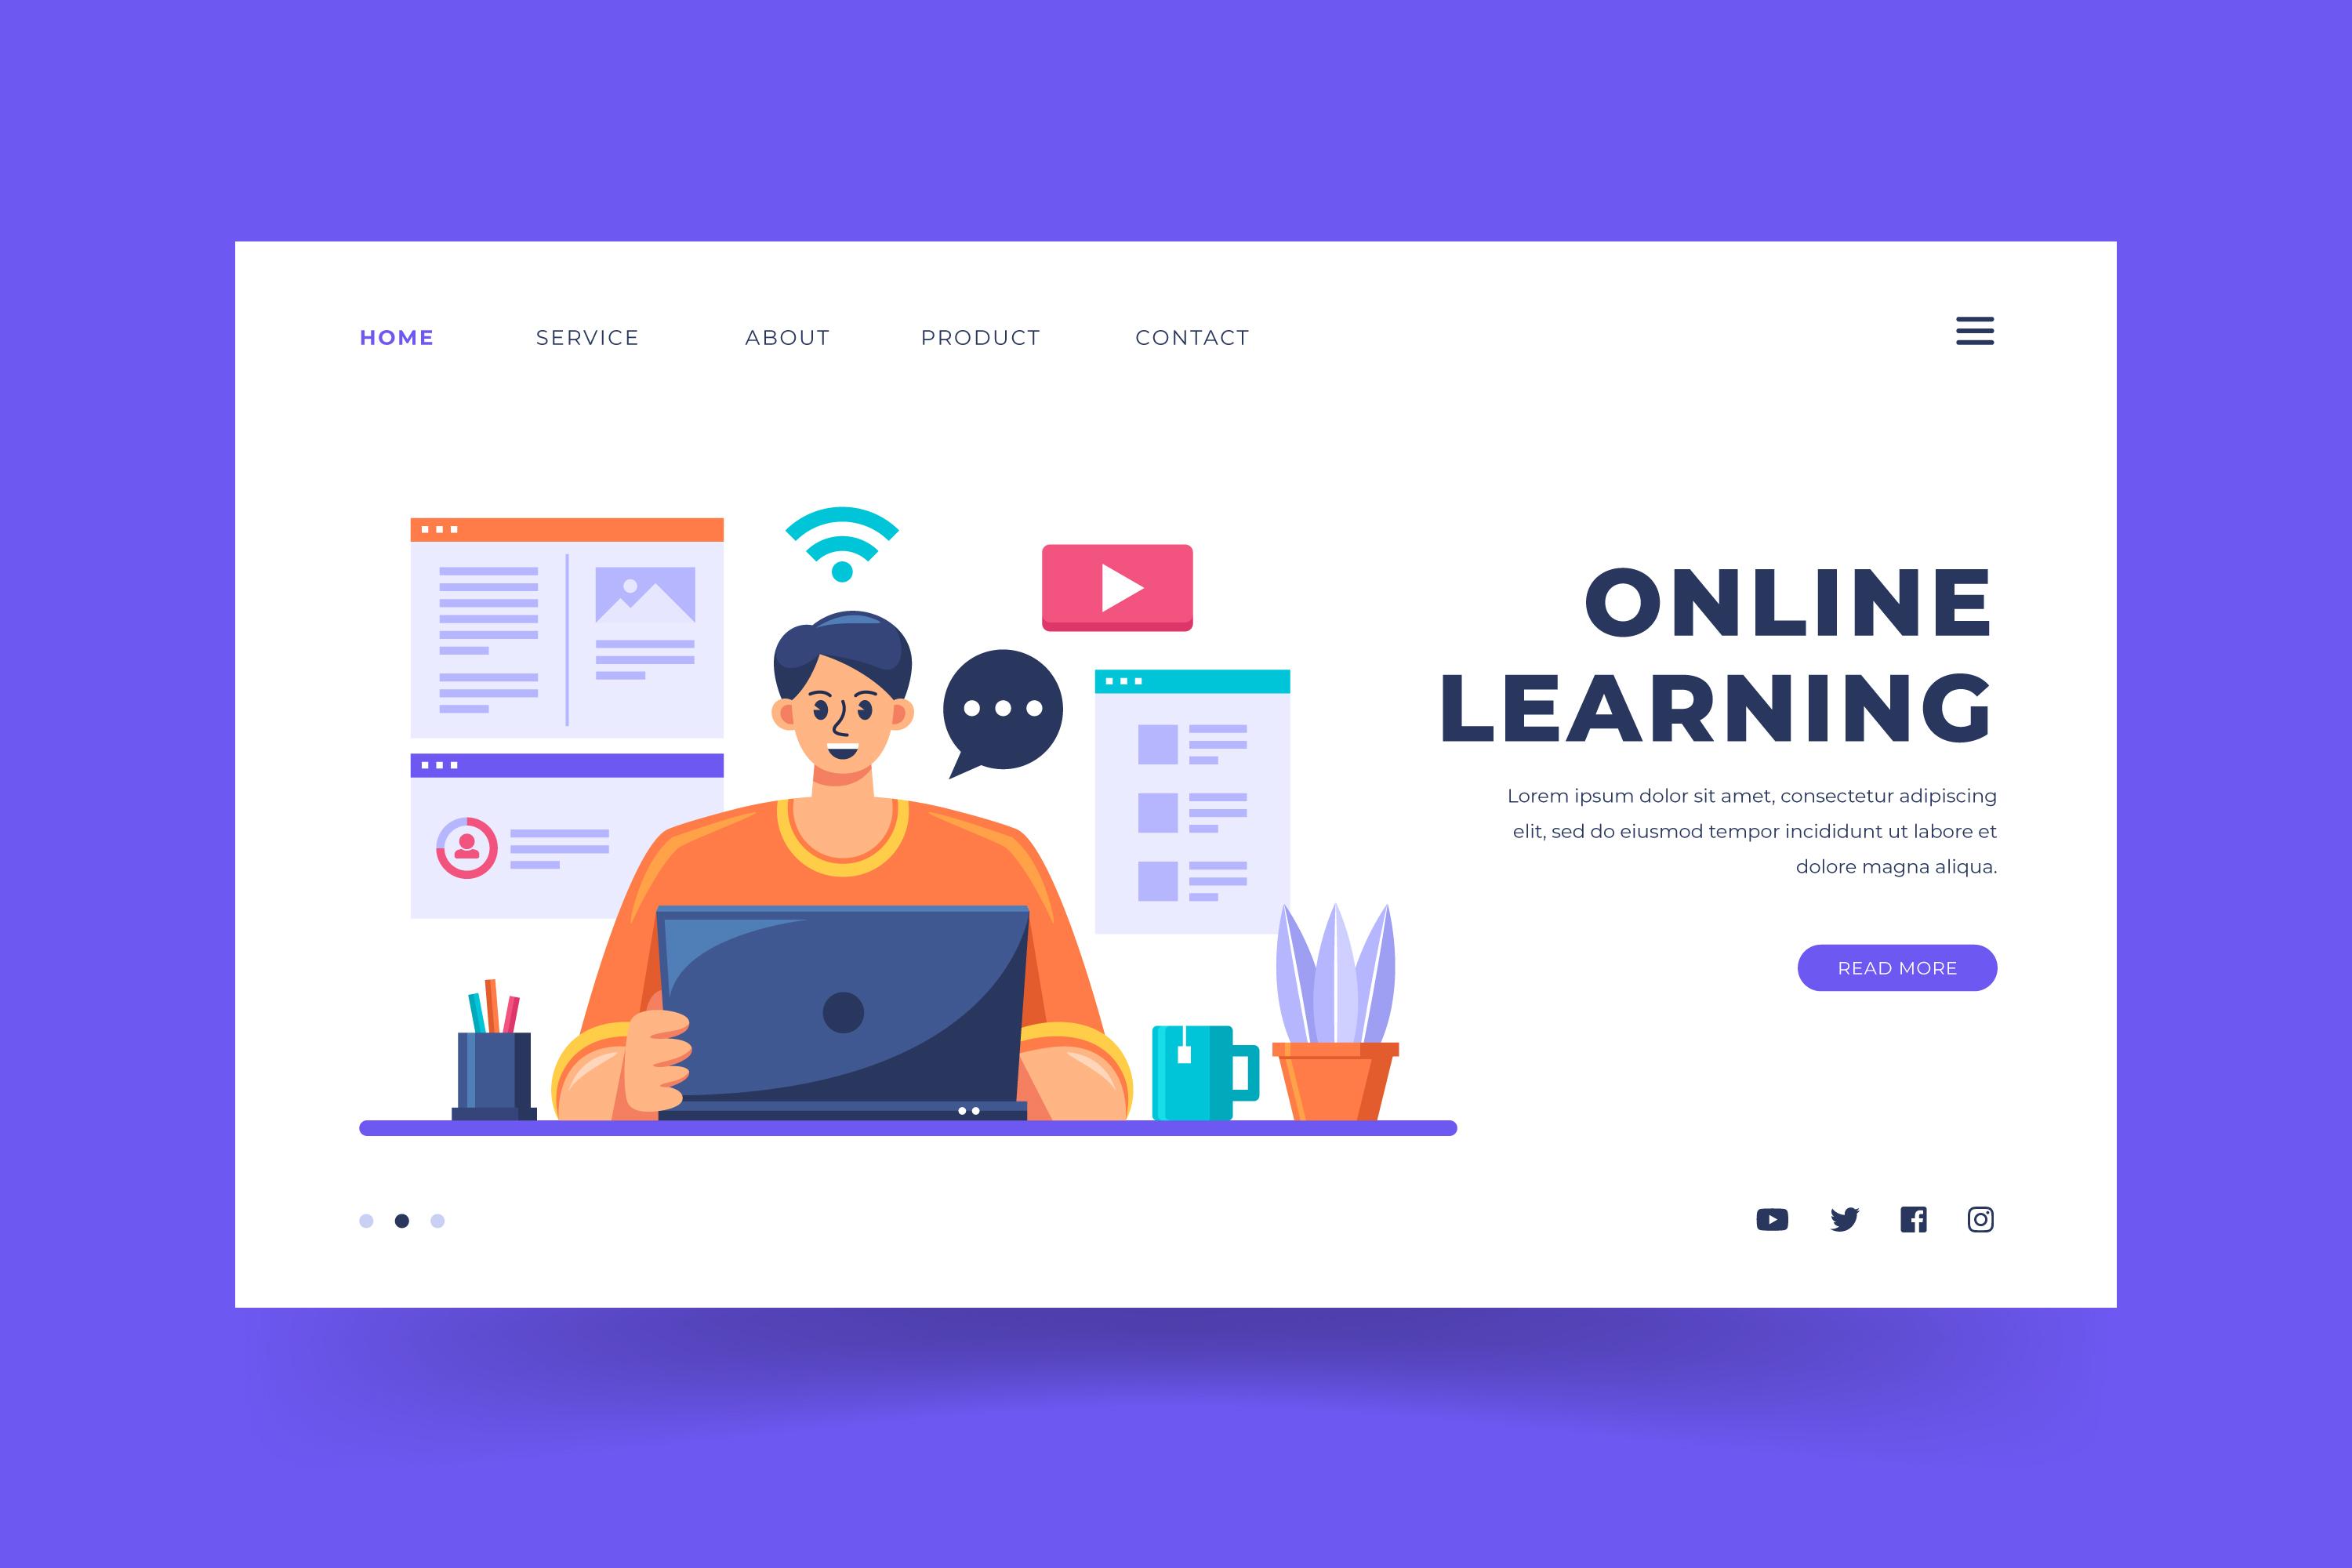 HOME SERVICE ABOUT PRODUCT CONTACT
ONLINE
LEARNING
Lorem ipsum dolor sit amet, consectetur adipiscing
elit, sed do eiusmod tempor incididunt ut labore et
dolore magna aliqua.
READ MORE